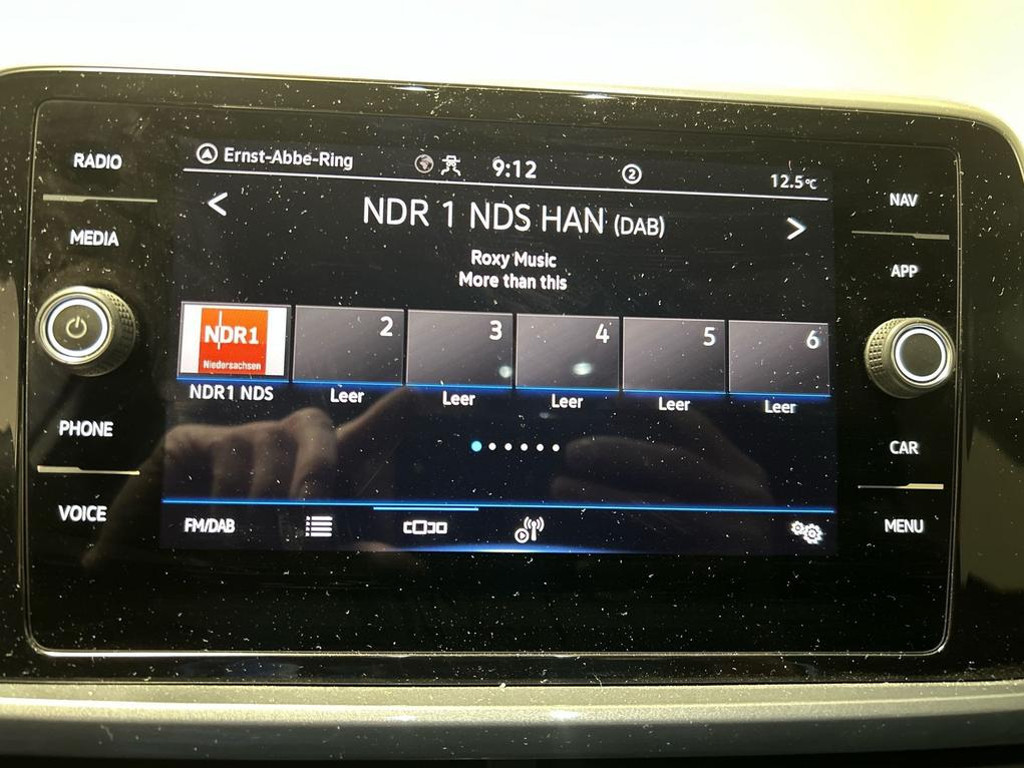 RADIO
MEDIA
PHONE
VOICE
Ernst-Abbe-Ring
9:12
2
12.5°C
<
NDR 1 NDS HAN (DAB)
>
Roxy Music
More than this
NDR1
Niedersachsen
2
3
4
5
6
NDR1 NDS
Leer
Leer
Leer
Leer
Leer
FM/DAB
NAV
APP
CAR
MENU